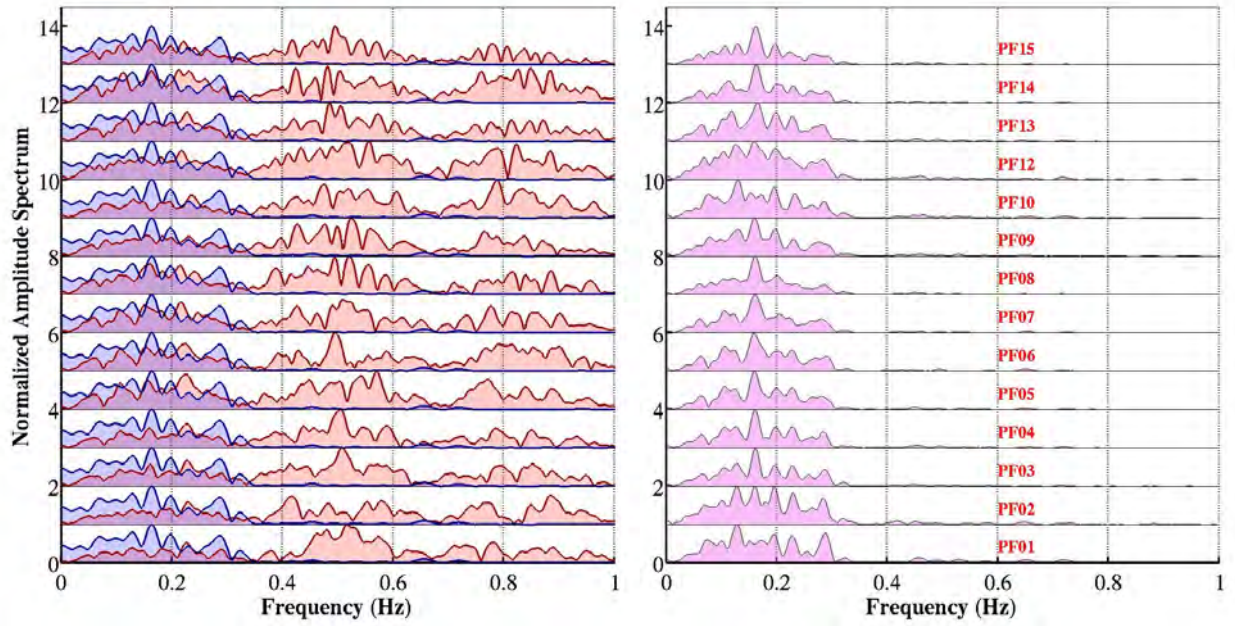 Normalized Amplitude Spectrum
14
12
10
8
6
4
2
0
0 0.2 0.4 0.6 0.8 1
Frequency (Hz)
14
12
10
8
6
4
2
0
PF15
PF14
PF13
PF12
PF10
PF09
PF08
PF07
PF06
PF05
PF04
PF03
PF02
PF01
0 0.2 0.4 0.6 0.8 1
Frequency (Hz)